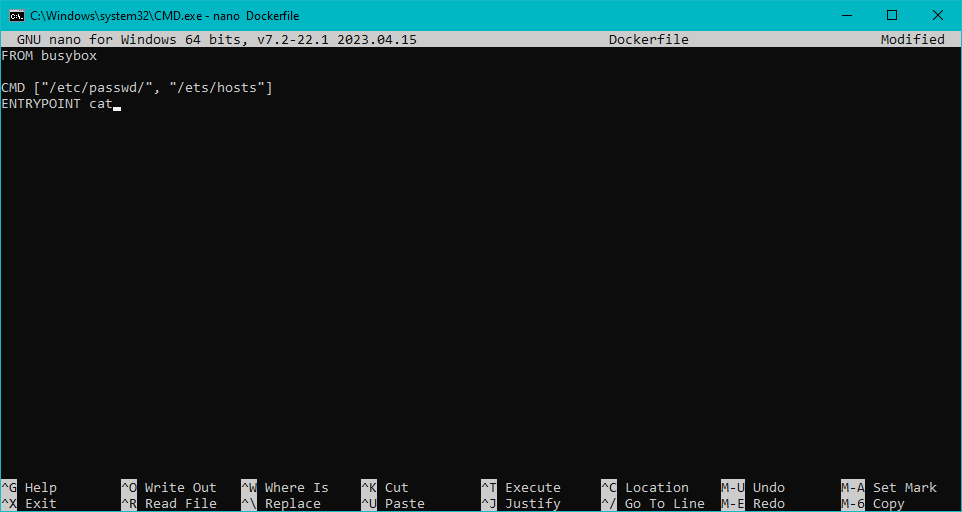 C:\Windows\system32\CMD.exe - nano Dockerfile
GNU nano for Windows 64 bits, v7.2-22.1 2023.04.15 Dockerfile Modified
FROM busybox
CMD ["/etc/passwd/", "/ets/hosts"]
ENTRYPOINT cat
^G Help ^O Write Out ^W Where Is ^K Cut ^T Execute ^C Location M-U Undo M-A Set Mark
^X Exit ^R Read File ^\ Replace ^U Paste ^J Justify ^/ Go To Line M-E Redo M-6 Copy